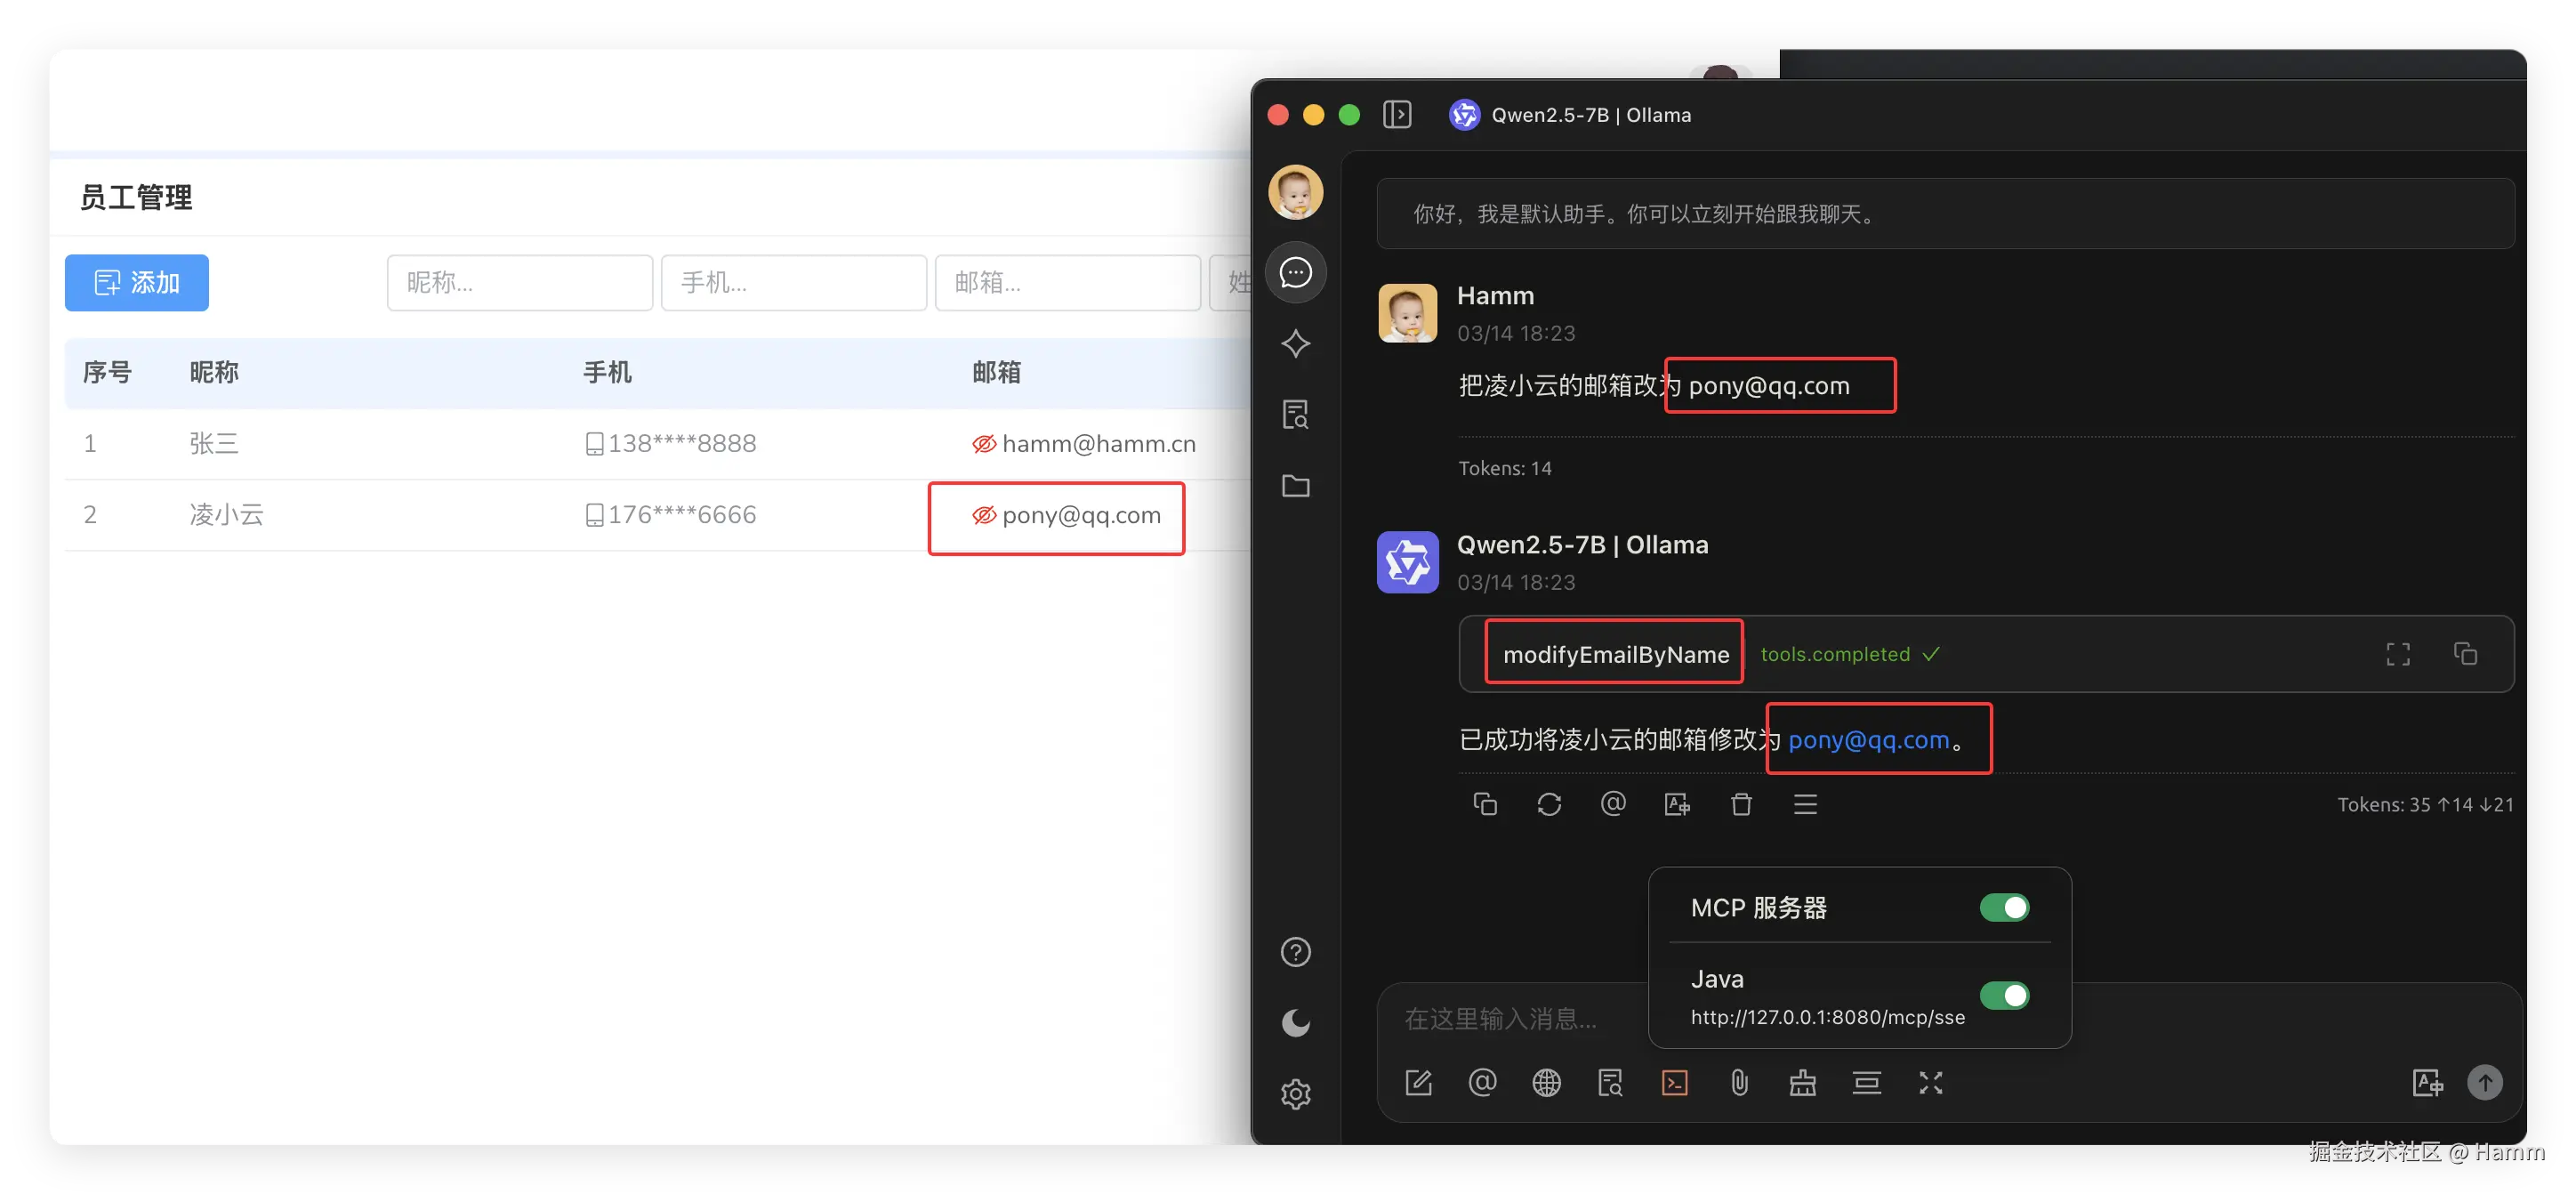 员工管理
添加
昵称...
手机...
邮箱...
姓
序号 昵称 手机 邮箱
1 张三 138****8888 hamm@hamm.cn
2 凌小云 176****6666 pony@qq.com
Qwen2.5-7B | Ollama
你好，我是默认助手。你可以立刻开始跟我聊天。
Hamm
03/14 18:23
把凌小云的邮箱改为 pony@qq.com
Tokens: 14
Qwen2.5-7B | Ollama
03/14 18:23
modifyEmailByName tools.completed
已成功将凌小云的邮箱修改为 pony@qq.com。
Tokens: 35 ↑14 ↓21
MCP 服务器
Java
http://127.0.0.1:8080/mcp/sse
在这里输入消息...
掘金技术社区 @ Hamm